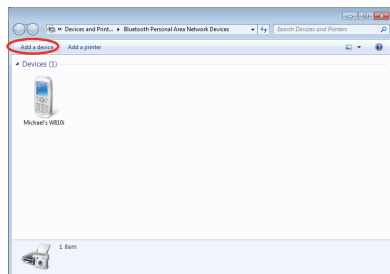 « Devices and Print... ▸ Bluetooth Personal Area Network Devices
Search Devices and Printers
Add a device Add a printer
Devices (1)
Michael's W810i
1 item